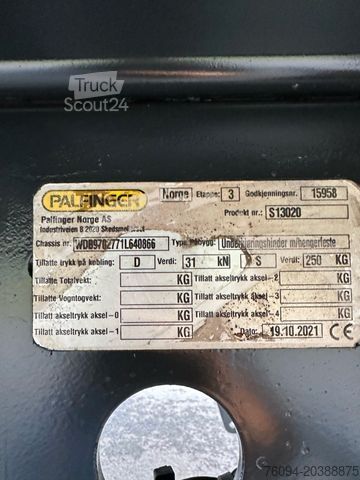 Truck
Scout24
PALFINGER
Norge Etappe: 3 Godkjenningsnr. 15958
Palfinger Norge AS
Produkt nr.: S13020
Industriveien 8 2020 Skedsmokorset
Chassis nr. WDB9702771L640866 Type Påbygg: Underkjøringshinder m/hengerfeste
Tillatte trykk på kobling: D Verdi: 31 kN S Verdi: 250 KG
Tillatte Totalvekt: KG Tillatt akseltrykk aksel-2 KG
Tillatte Vogntogvekt: KG Tillatt akseltrykk aksel-3 KG
Tillatt akseltrykk aksel-0 KG Tillatt akseltrykk aksel-4 KG
Tillatt akseltrykk aksel-1 KG Dato: 19.10.2021 CE
76094-20388875